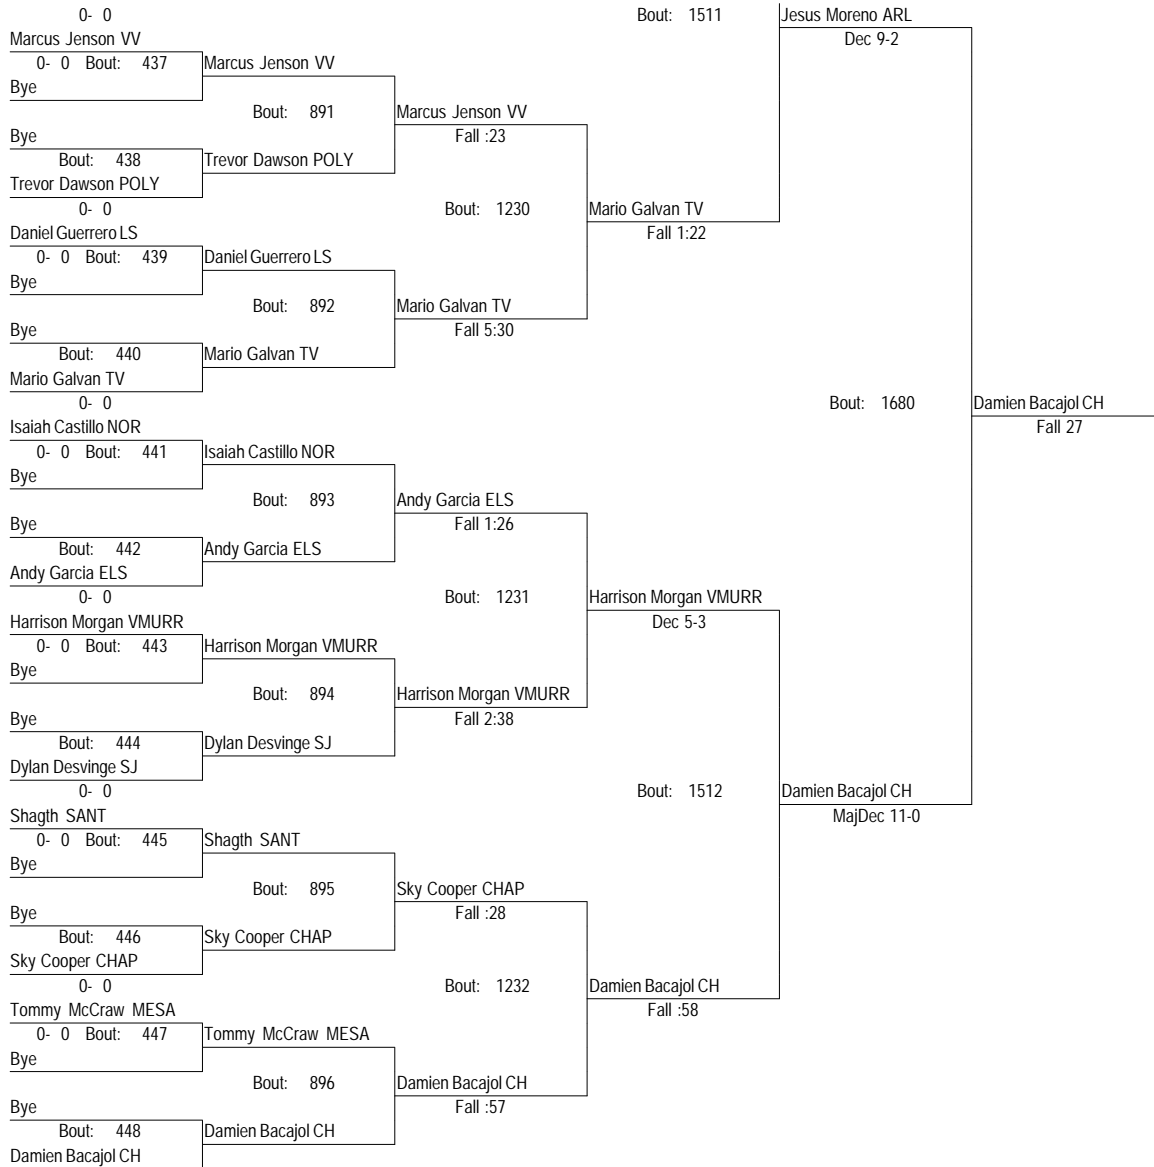 0- 0 Bout: 1511 Jesus Moreno ARL
Marcus Jenson VV Dec 9-2
0- 0 Bout: 437 Marcus Jenson VV
Bye
Bout: 891 Marcus Jenson VV
Bye Fall :23
Bout: 438 Trevor Dawson POLY
Trevor Dawson POLY
0- 0 Bout: 1230 Mario Galvan TV
Daniel Guerrero LS Fall 1:22
0- 0 Bout: 439 Daniel Guerrero LS
Bye
Bout: 892 Mario Galvan TV
Bye Fall 5:30
Bout: 440 Mario Galvan TV
Mario Galvan TV
0- 0 Bout: 1680 Damien Bacajol CH
Isaiah Castillo NOR Fall 27
0- 0 Bout: 441 Isaiah Castillo NOR
Bye
Bout: 893 Andy Garcia ELS
Bye Fall 1:26
Bout: 442 Andy Garcia ELS
Andy Garcia ELS
0- 0 Bout: 1231 Harrison Morgan VMURR
Harrison Morgan VMURR Dec 5-3
0- 0 Bout: 443 Harrison Morgan VMURR
Bye
Bout: 894 Harrison Morgan VMURR
Bye Fall 2:38
Bout: 444 Dylan Desvinge SJ
Dylan Desvinge SJ
0- 0 Bout: 1512 Damien Bacajol CH
Shagth SANT MajDec 11-0
0- 0 Bout: 445 Shagth SANT
Bye
Bout: 895 Sky Cooper CHAP
Bye Fall :28
Bout: 446 Sky Cooper CHAP
Sky Cooper CHAP
0- 0 Bout: 1232 Damien Bacajol CH
Tommy McCraw MESA Fall :58
0- 0 Bout: 447 Tommy McCraw MESA
Bye
Bout: 896 Damien Bacajol CH
Bye Fall :57
Bout: 448 Damien Bacajol CH
Damien Bacajol CH